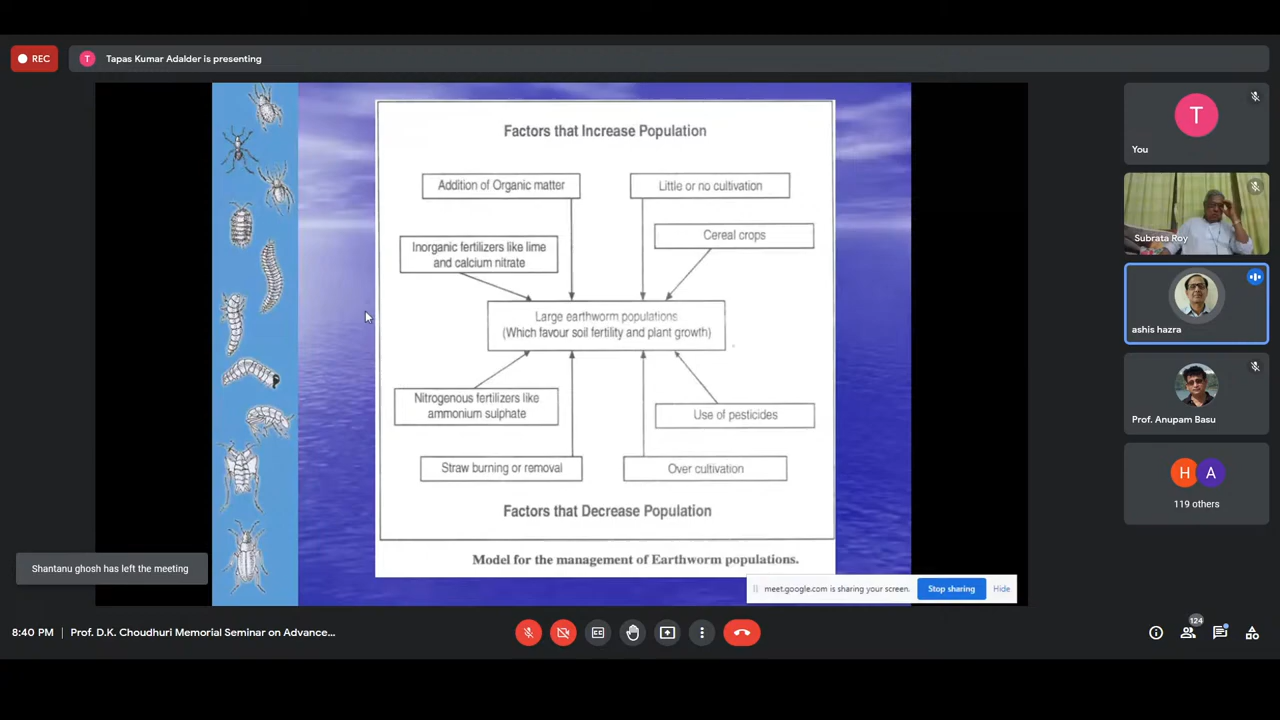 REC
T
Tapas Kumar Adalder is presenting
Factors that Increase Population
Addition of Organic matter
Little or no cultivation
Cereal crops
Inorganic fertilizers like lime
and calcium nitrate
Large earthworm populations
(Which favour soil fertility and plant growth)
Nitrogenous fertilizers like
ammonium sulphate
Use of pesticides
Straw burning or removal
Over cultivation
Factors that Decrease Population
Model for the management of Earthworm populations.
T
You
Subrata Roy
ashis hazra
Prof. Anupam Basu
H
A
119 others
Shantanu ghosh has left the meeting
meet.google.com is sharing your screen.
Stop sharing
Hide
8:40 PM
Prof. D.K. Choudhuri Memorial Seminar on Advance...
CC
124